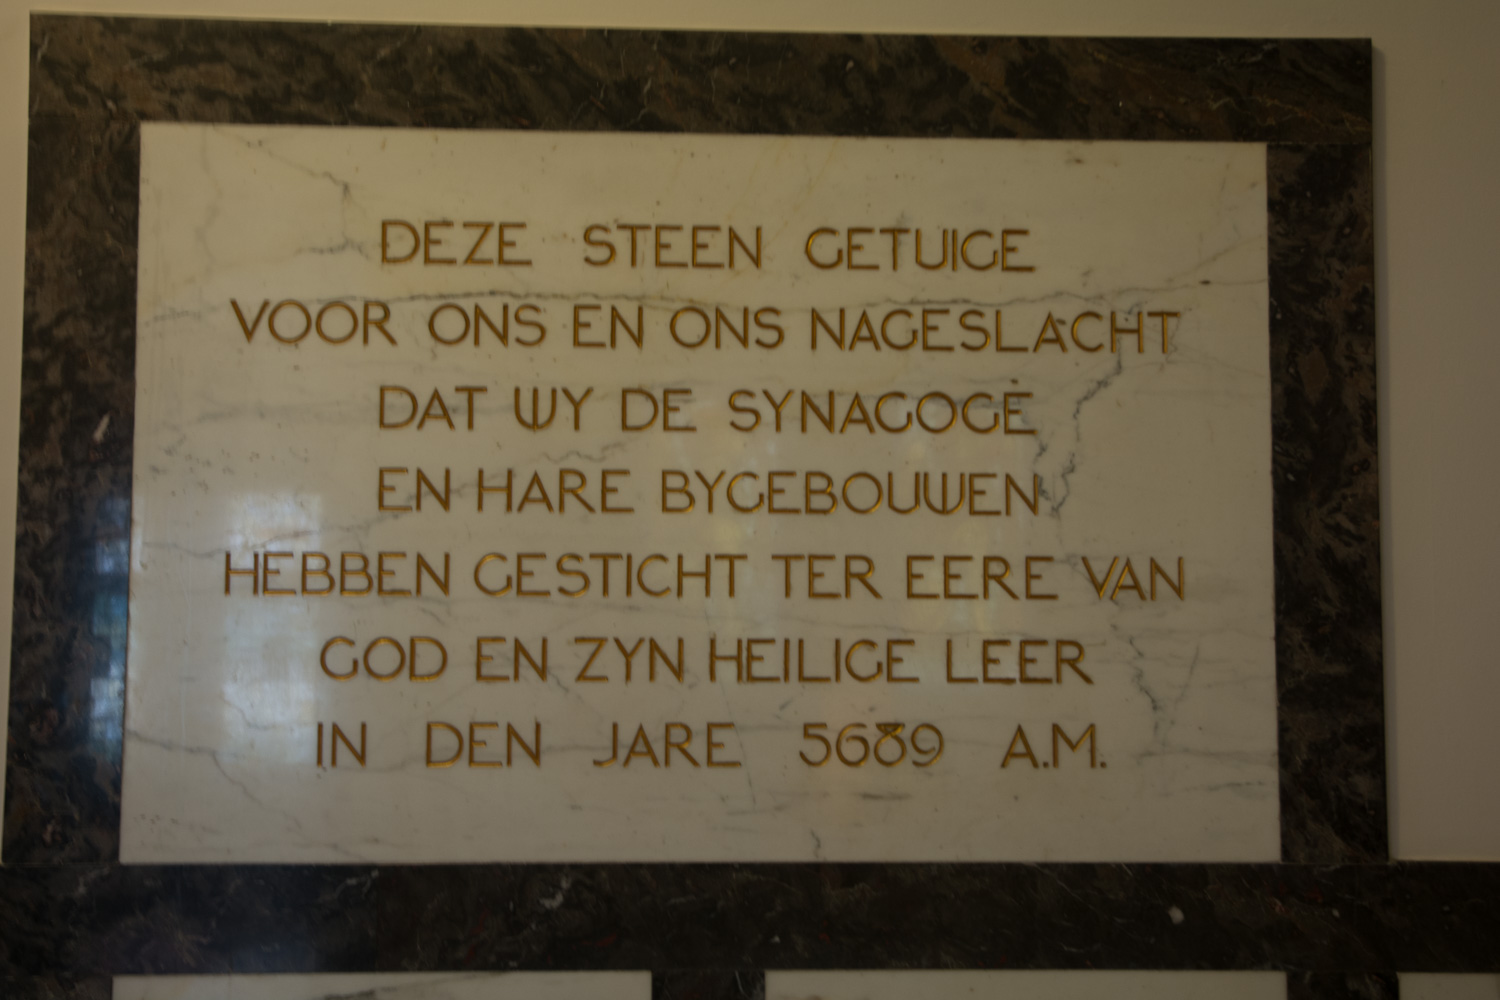 DEZE STEEN GETUIGE
VOOR ONS EN ONS NAGESLACHT
DAT WY DE SYNAGOGE
EN HARE BYGEBOUWEN
HEBBEN GESTICHT TER EERE VAN
GOD EN ZYN HEILIGE LEER
IN DEN JARE 5689 A.M.